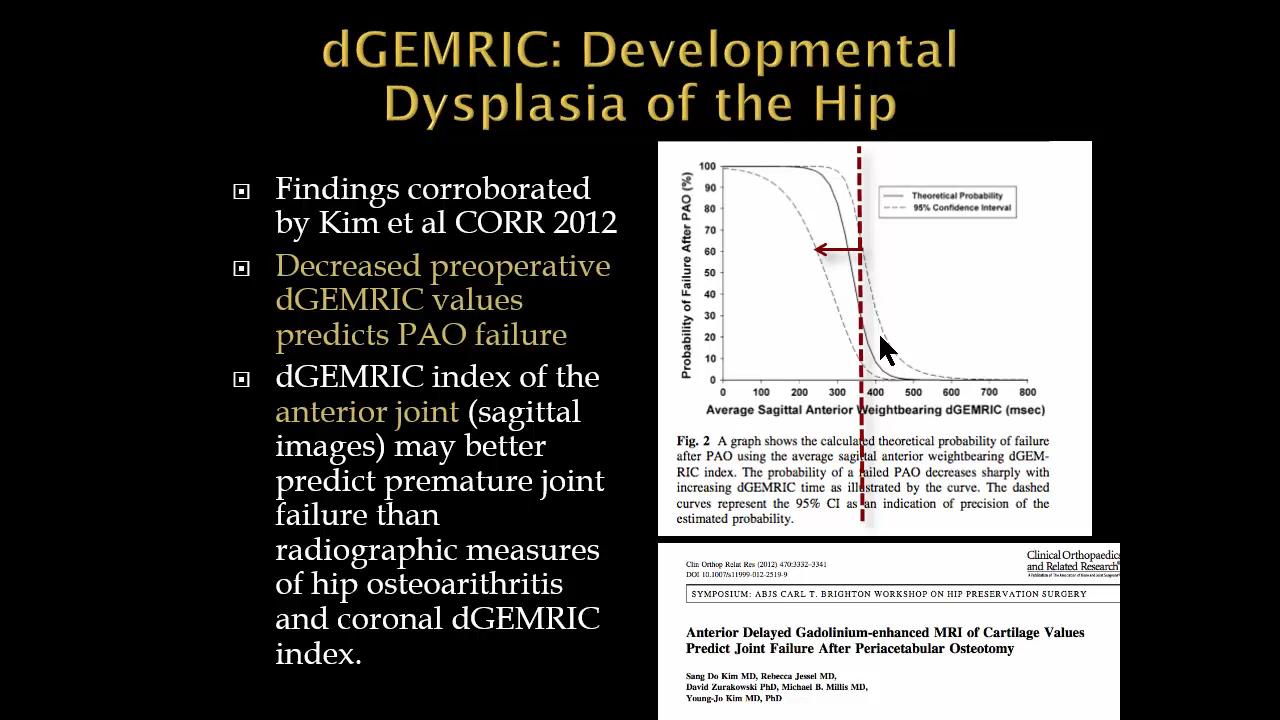 dGEMRIC: Developmental
Dysplasia of the Hip
Findings corroborated
by Kim et al CORR 2012
Decreased preoperative
dGEMRIC values
predicts PAO failure
dGEMRIC index of the
anterior joint (sagittal
images) may better
predict premature joint
failure than
radiographic measures
of hip osteoarithritis
and coronal dGEMRIC
index.
Probability of Failure After PAO (%)
100
90
80
70
60
50
40
30
20
10
0
Theoretical Probability
95% Confidence Interval
0 100 200 300 400 500 600 700 800
Average Sagittal Anterior Weightbearing dGEMRIC (msec)
Fig. 2 A graph shows the calculated theoretical probability of failure
after PAO using the average sagittal anterior weightbearing dGEM-
RIC index. The probability of a failed PAO decreases sharply with
increasing dGEMRIC time as illustrated by the curve. The dashed
curves represent the 95% CI as an indication of precision of the
estimated probability.
Clin Orthop Relat Res (2012) 470:3332–3341
DOI 10.1007/s11999-012-2519-9
Clinical Orthopaedics
and Related Research®
SYMPOSIUM: ABJS CARL T. BRIGHTON WORKSHOP ON HIP PRESERVATION SURGERY
Anterior Delayed Gadolinium-enhanced MRI of Cartilage Values
Predict Joint Failure After Periacetabular Osteotomy
Sang Do Kim MD, Rebecca Jessel MD,
David Zurakowski PhD, Michael B. Millis MD,
Young-Jo Kim MD, PhD